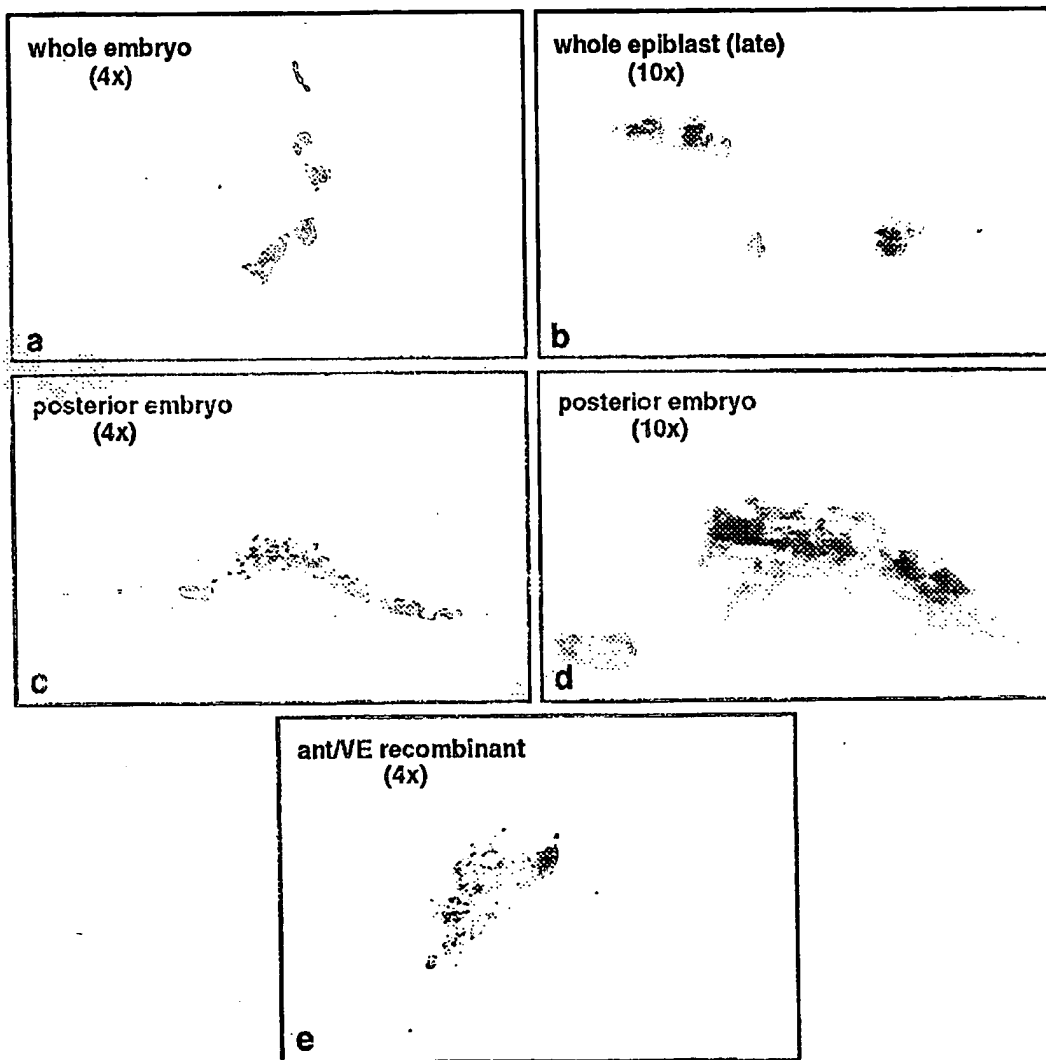 whole embryo
(4x)
a
whole epiblast (late)
(10x)
b
posterior embryo
(4x)
c
posterior embryo
(10x)
d
ant/VE recombinant
(4x)
e